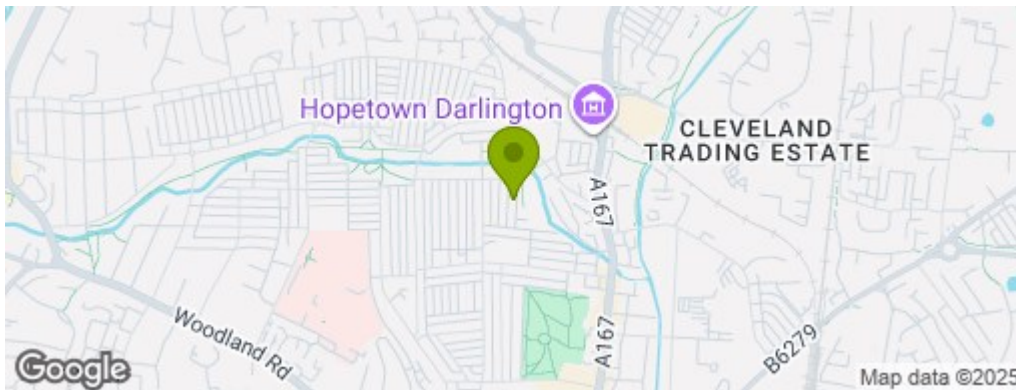 Hopetown Darlington
CLEVELAND
TRADING ESTATE
A167
Woodland Rd
A167
B6279
Google
Map data ©2025